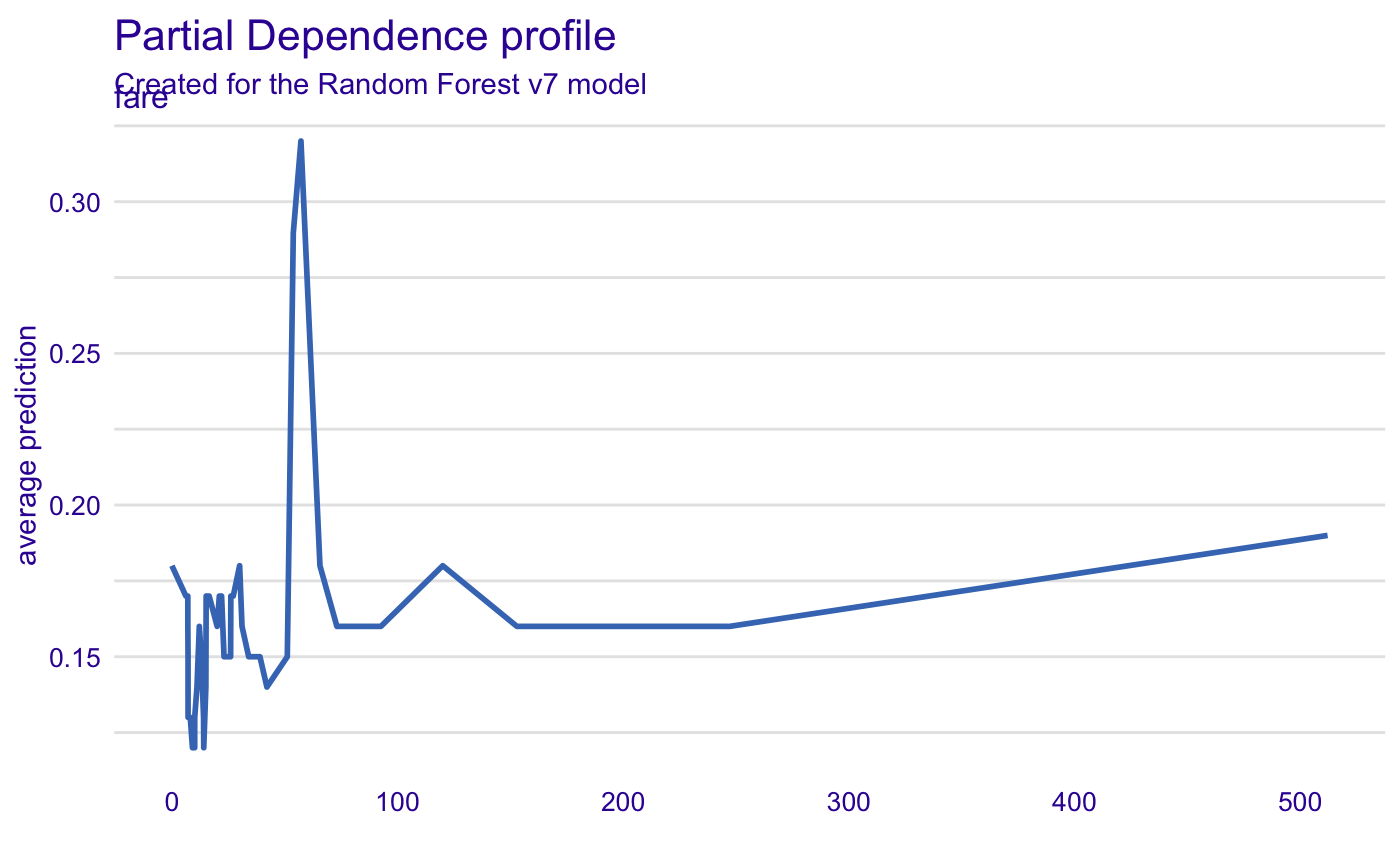 Partial Dependence profile
Created for the Random Forest v7 model
fare
average prediction
0.30
0.25
0.20
0.15
0 100 200 300 400 500